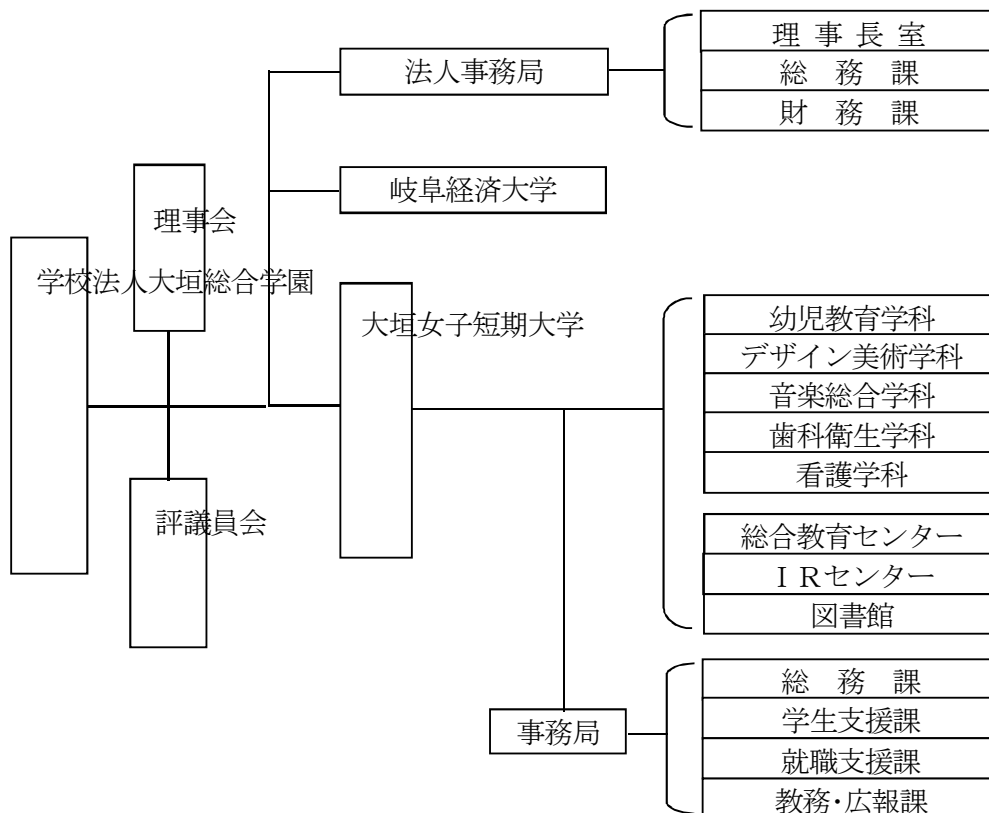 理 事 長 室
総 務 課
財 務 課
法人事務局
岐阜経済大学
理事会
学校法人大垣総合学園
評議員会
大垣女子短期大学
幼児教育学科
デザイン美術学科
音楽総合学科
歯科衛生学科
看護学科
総合教育センター
ＩＲセンター
図書館
事務局
総 務 課
学生支援課
就職支援課
教務・広報課